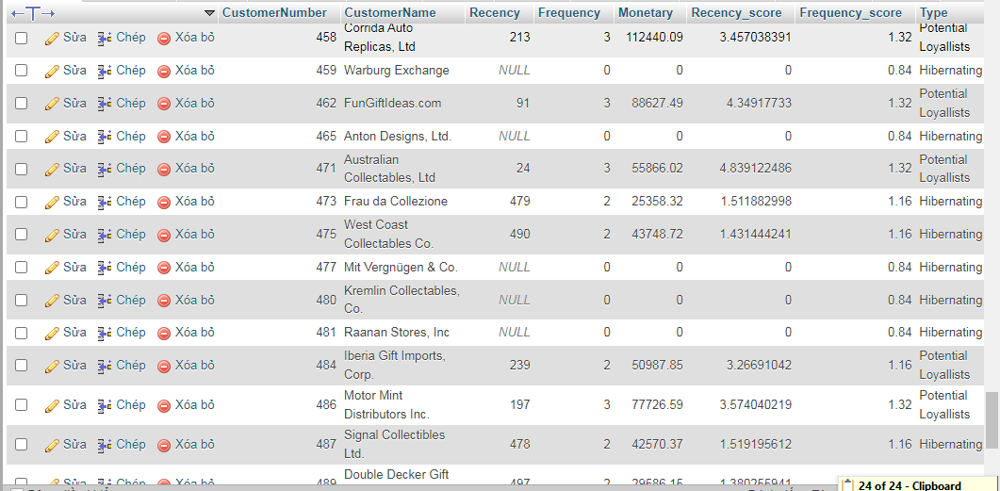 CustomerNumber CustomerName Recency Frequency Monetary Recency_score Frequency_score Type
Sửa Chép Xóa bỏ 458 Corrida Auto Replicas, Ltd 213 3 112440.09 3.457038391 1.32 Potential Loyallists
Sửa Chép Xóa bỏ 459 Warburg Exchange NULL 0 0 0 0.84 Hibernating
Sửa Chép Xóa bỏ 462 FunGiftIdeas.com 91 3 88627.49 4.34917733 1.32 Potential Loyallists
Sửa Chép Xóa bỏ 465 Anton Designs, Ltd. NULL 0 0 0 0.84 Hibernating
Sửa Chép Xóa bỏ 471 Australian Collectables, Ltd 24 3 55866.02 4.839122486 1.32 Potential Loyallists
Sửa Chép Xóa bỏ 473 Frau da Collezione 479 2 25358.32 1.511882998 1.16 Hibernating
Sửa Chép Xóa bỏ 475 West Coast Collectables Co. 490 2 43748.72 1.431444241 1.16 Hibernating
Sửa Chép Xóa bỏ 477 Mit Vergnügen & Co. NULL 0 0 0 0.84 Hibernating
Sửa Chép Xóa bỏ 480 Kremlin Collectables, Co. NULL 0 0 0 0.84 Hibernating
Sửa Chép Xóa bỏ 481 Raanan Stores, Inc NULL 0 0 0 0.84 Hibernating
Sửa Chép Xóa bỏ 484 Iberia Gift Imports, Corp. 239 2 50987.85 3.26691042 1.16 Potential Loyallists
Sửa Chép Xóa bỏ 486 Motor Mint Distributors Inc. 197 3 77726.59 3.574040219 1.32 Potential Loyallists
Sửa Chép Xóa bỏ 487 Signal Collectibles Ltd. 478 2 42570.37 1.519195612 1.16 Hibernating
Sửa Chép Xóa bỏ 489 Double Decker Gift 497 2 29586.15 1.380255941
24 of 24 - Clipboard